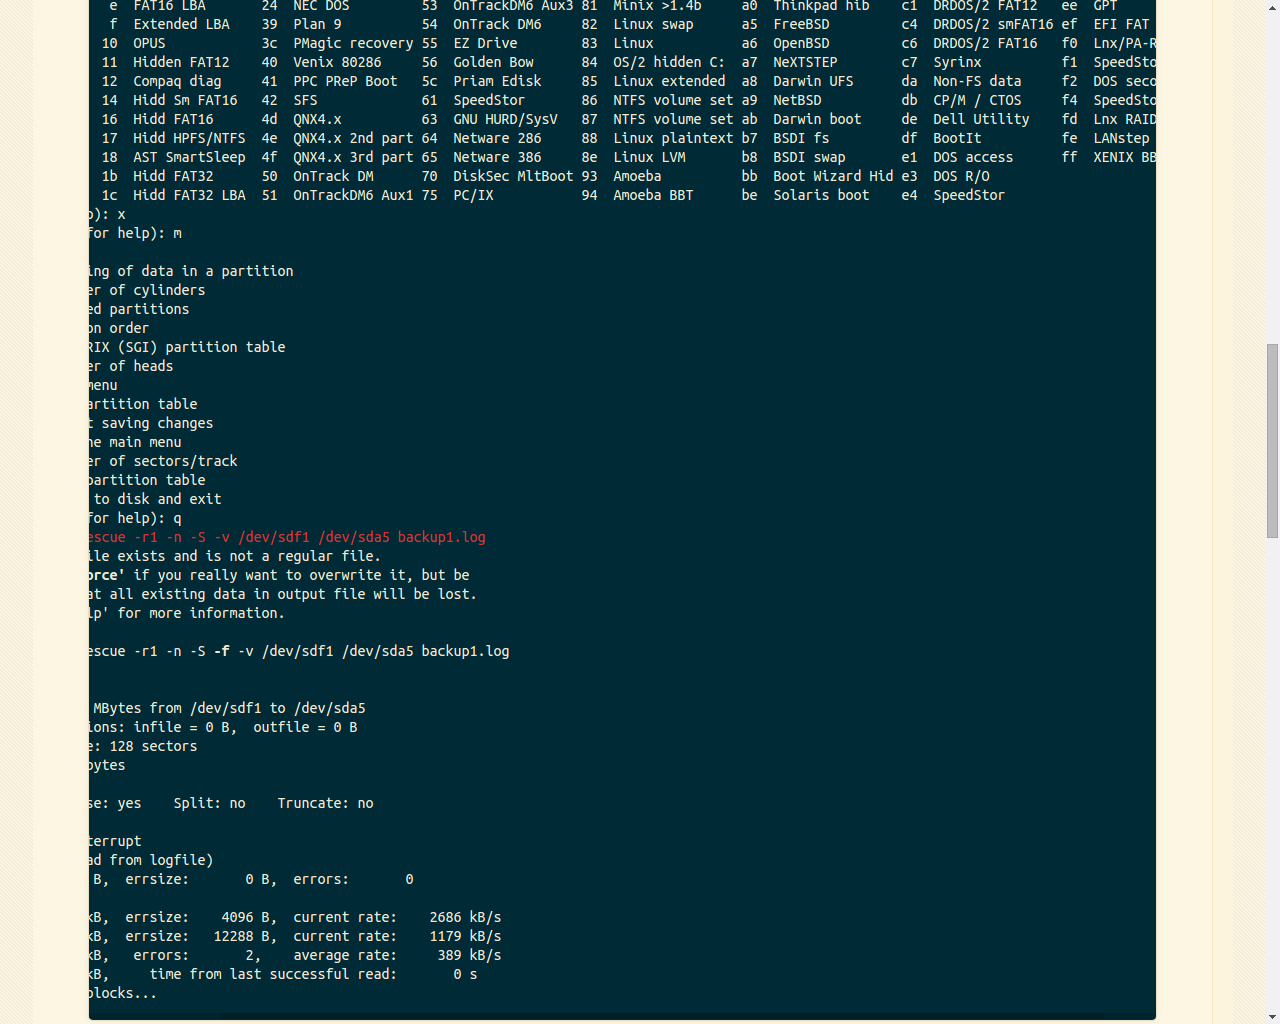 e FAT16 LBA 24 NEC DOS 53 OnTrackDM6 Aux3 81 Minix >1.4b a0 Thinkpad hib c1 DRDOS/2 FAT12 ee GPT
f Extended LBA 39 Plan 9 54 OnTrack DM6 82 Linux swap a5 FreeBSD c4 DRDOS/2 smFAT16 ef EFI FAT
10 OPUS 3c PMagic recovery 55 EZ Drive 83 Linux a6 OpenBSD c6 DRDOS/2 FAT16 f0 Lnx/PA-R
11 Hidden FAT12 40 Venix 80286 56 Golden Bow 84 OS/2 hidden C: a7 NeXTSTEP c7 Syrinx f1 SpeedSto
12 Compaq diag 41 PPC PReP Boot 5c Priam Edisk 85 Linux extended a8 Darwin UFS da Non-FS data f2 DOS seco
14 Hidd Sm FAT16 42 SFS 61 SpeedStor 86 NTFS volume set a9 NetBSD db CP/M / CTOS f4 SpeedSto
16 Hidd FAT16 4d QNX4.x 63 GNU HURD/SysV 87 NTFS volume set ab Darwin boot de Dell Utility fd Lnx RAID
17 Hidd HPFS/NTFS 4e QNX4.x 2nd part 64 Netware 286 88 Linux plaintext b7 BSDI fs df BootIt fe LANstep
18 AST SmartSleep 4f QNX4.x 3rd part 65 Netware 386 8e Linux LVM b8 BSDI swap e1 DOS access ff XENIX BB
1b Hidd FAT32 50 OnTrack DM 70 DiskSec MltBoot 93 Amoeba bb Boot Wizard Hid e3 DOS R/O
1c Hidd FAT32 LBA 51 OnTrackDM6 Aux1 75 PC/IX 94 Amoeba BBT be Solaris boot e4 SpeedStor
p): x
for help): m
ing of data in a partition
er of cylinders
ed partitions
on order
RIX (SGI) partition table
er of heads
menu
artition table
t saving changes
he main menu
er of sectors/track
partition table
to disk and exit
for help): q
escue -r1 -n -S -v /dev/sdf1 /dev/sda5 backup1.log
ile exists and is not a regular file.
orce' if you really want to overwrite it, but be
at all existing data in output file will be lost.
lp' for more information.
escue -r1 -n -S -f -v /dev/sdf1 /dev/sda5 backup1.log
MBytes from /dev/sdf1 to /dev/sda5
ions: infile = 0 B, outfile = 0 B
e: 128 sectors
bytes
se: yes Split: no Truncate: no
terrupt
ad from logfile)
B, errsize: 0 B, errors: 0
kB, errsize: 4096 B, current rate: 2686 kB/s
kB, errsize: 12288 B, current rate: 1179 kB/s
kB, errors: 2, average rate: 389 kB/s
kB, time from last successful read: 0 s
blocks...